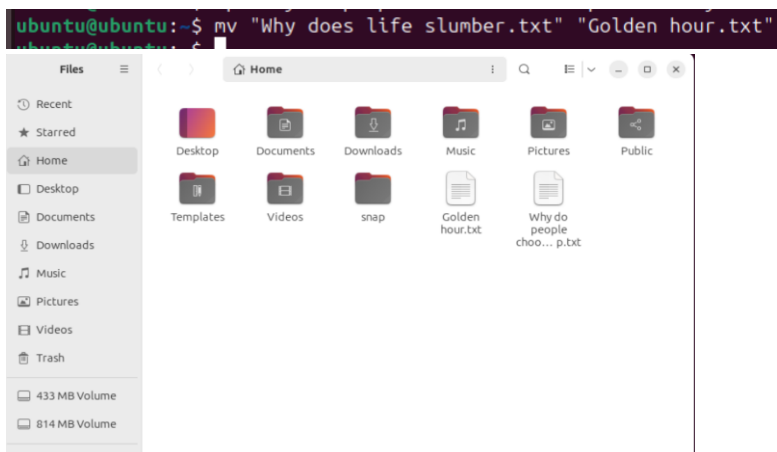 ubuntu@ubuntu:~$ mv "Why does life slumber.txt" "Golden hour.txt"
Files
Home
Recent
Starred
Home
Desktop
Documents
Downloads
Music
Pictures
Videos
Trash
433 MB Volume
814 MB Volume
Desktop
Documents
Downloads
Music
Pictures
Public
Templates
Videos
snap
Golden
hour.txt
Why do
people
choo... p.txt